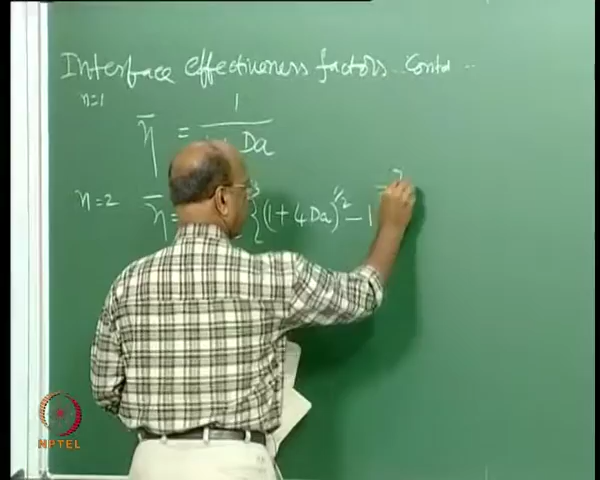 Interface effectiveness factors.. Contd ...
n=1
η̄ = 1 / Da
n=2 η̄ = {(1+4Da)^1/2 − 1
NPTEL